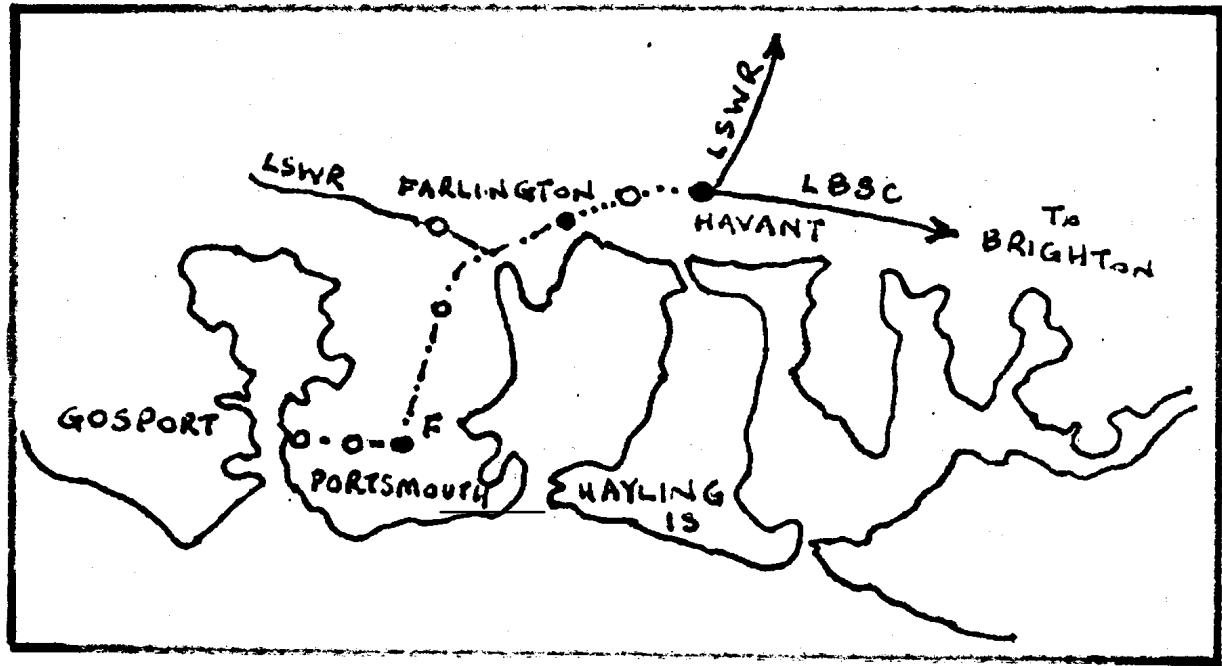 LSWR
LSWR
FARLINGTON
LBSC
HAVANT
TO
BRIGHTON
GOSPORT
F
PORTSMOUTH
HAYLING
IS